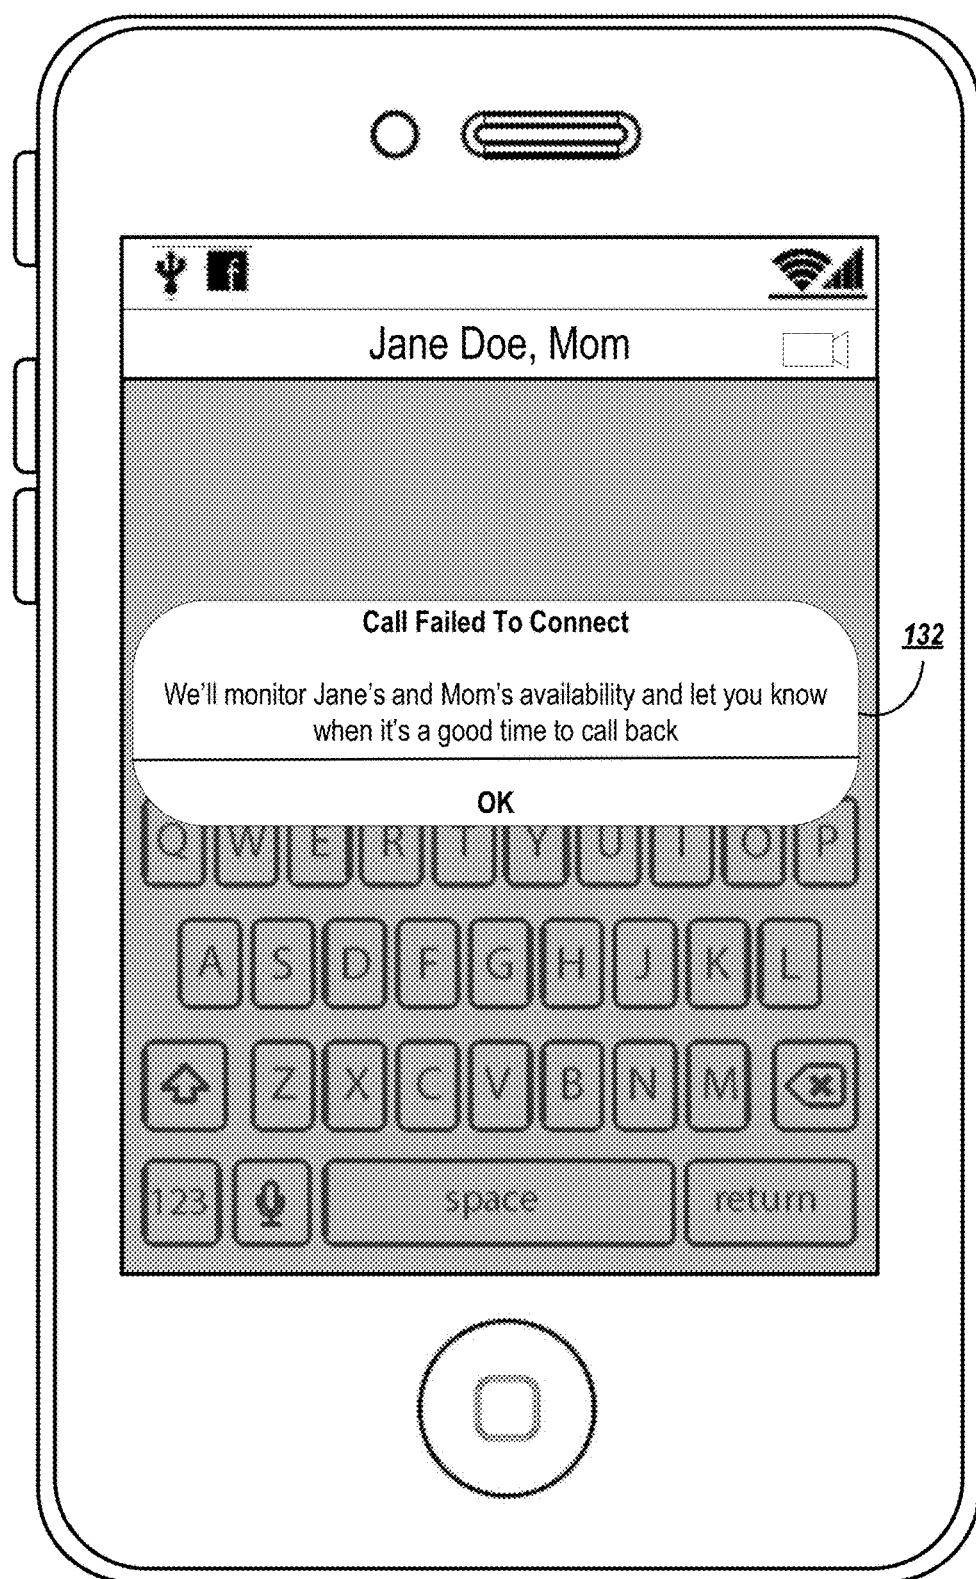 Jane Doe, Mom
Call Failed To Connect
132
We'll monitor Jane's and Mom's availability and let you know
when it's a good time to call back
OK
Q W E R T Y U I O P
A S D F G H J K L
Z X C V B N M
123 space return